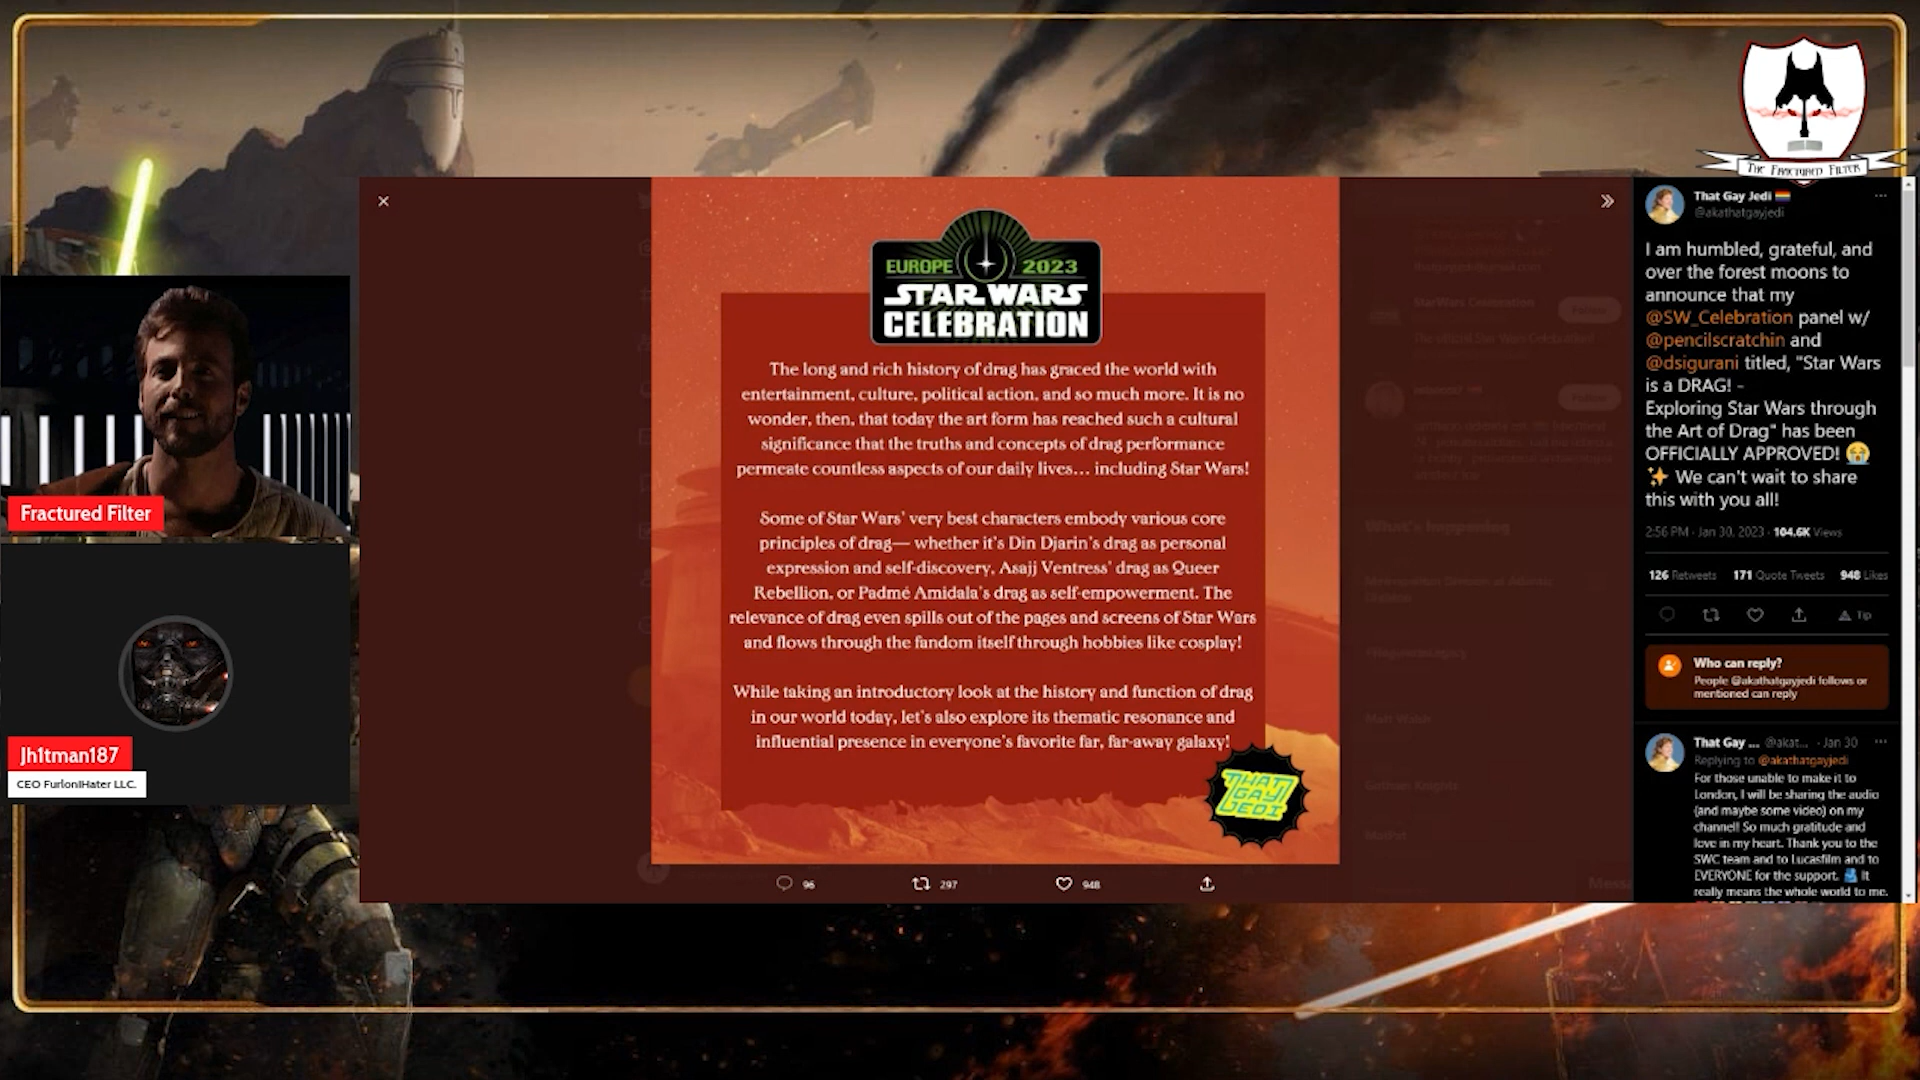 THE FRACTURED FILTER
Fractured Filter
Jh1tman187
CEO FurloniHater LLC.
EUROPE 2023
STAR WARS
CELEBRATION
The long and rich history of drag has graced the world with
entertainment, culture, political action, and so much more. It is no
wonder, then, that today the art form has reached such a cultural
significance that the truths and concepts of drag performance
permeate countless aspects of our daily lives... including Star Wars!
Some of Star Wars' very best characters embody various core
principles of drag— whether it's Din Djarin's drag as personal
expression and self-discovery, Asajj Ventress' drag as Queer
Rebellion, or Padmé Amidala's drag as self-empowerment. The
relevance of drag even spills out of the pages and screens of Star Wars
and flows through the fandom itself through hobbies like cosplay!
While taking an introductory look at the history and function of drag
in our world today, let's also explore its thematic resonance and
influential presence in everyone's favorite far, far-away galaxy!
THAT
GAY
JEDI
96
297
948
StarWars Celebration
What's happening
Matt Walsh
Gotham Knights
That Gay Jedi
@akathatgayjedi
I am humbled, grateful, and
over the forest moons to
announce that my
@SW_Celebration panel w/
@pencilscratchin and
@dsigurani titled, "Star Wars
is a DRAG! -
Exploring Star Wars through
the Art of Drag" has been
OFFICIALLY APPROVED! 😭
✨ We can't wait to share
this with you all!
2:56 PM · Jan 30, 2023 · 104.6K Views
126 Retweets 171 Quote Tweets 948 Likes
Tip
Who can reply?
People @akathatgayjedi follows or
mentioned can reply
That Gay ... @akat... · Jan 30
Replying to @akathatgayjedi
For those unable to make it to
London, I will be sharing the audio
(and maybe some video) on my
channel! So much gratitude and
love in my heart. Thank you to the
SWC team and to Lucasfilm and to
EVERYONE for the support. 🫂 It
really means the whole world to me.